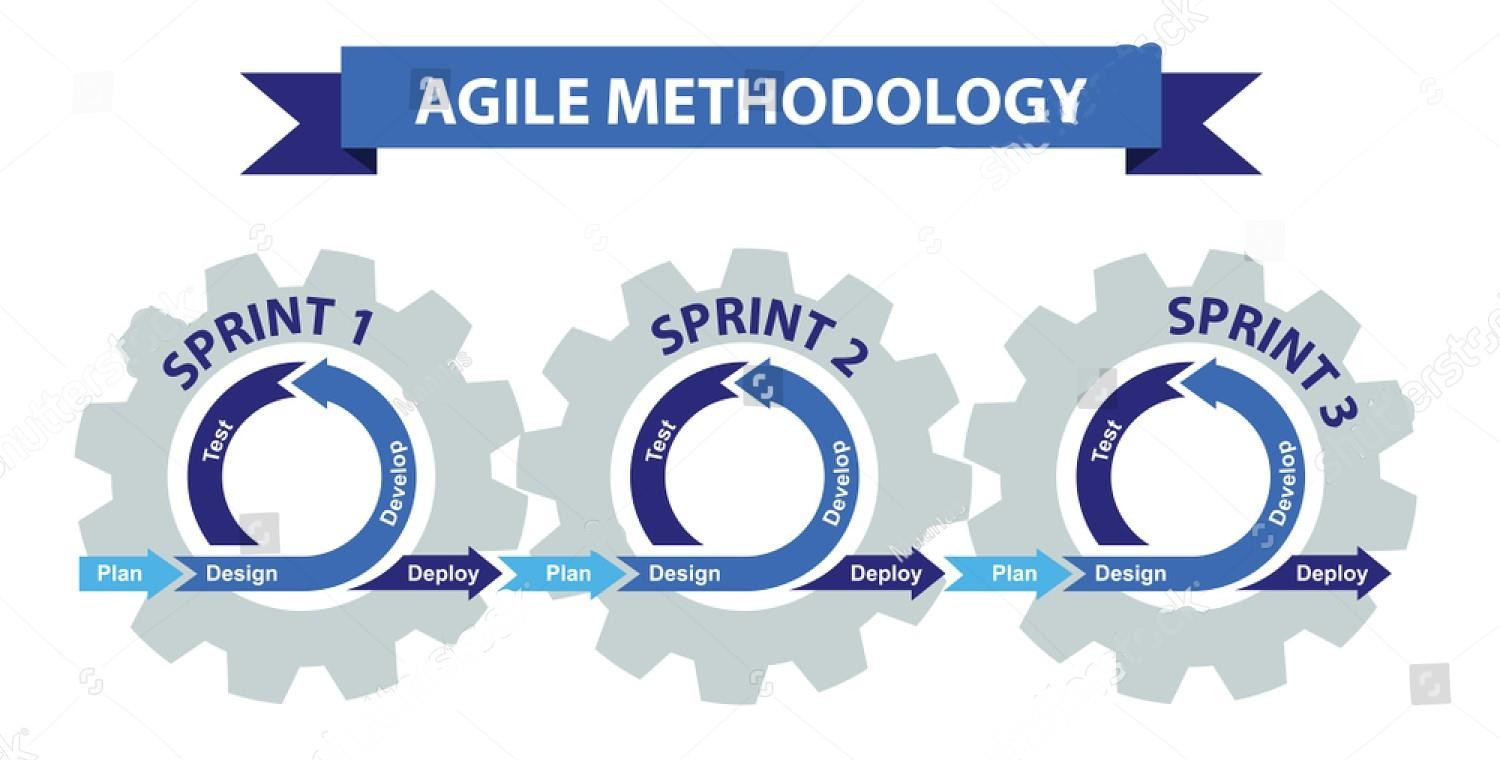 AGILE METHODOLOGY
SPRINT 1
Test
Develop
Plan
Design
Deploy
SPRINT 2
Test
Develop
Plan
Design
Deploy
SPRINT 3
Test
Develop
Plan
Design
Deploy
shutterstock